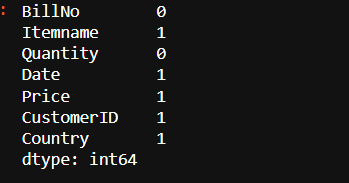 BillNo 0
Itemname 1
Quantity 0
Date 1
Price 1
CustomerID 1
Country 1
dtype: int64